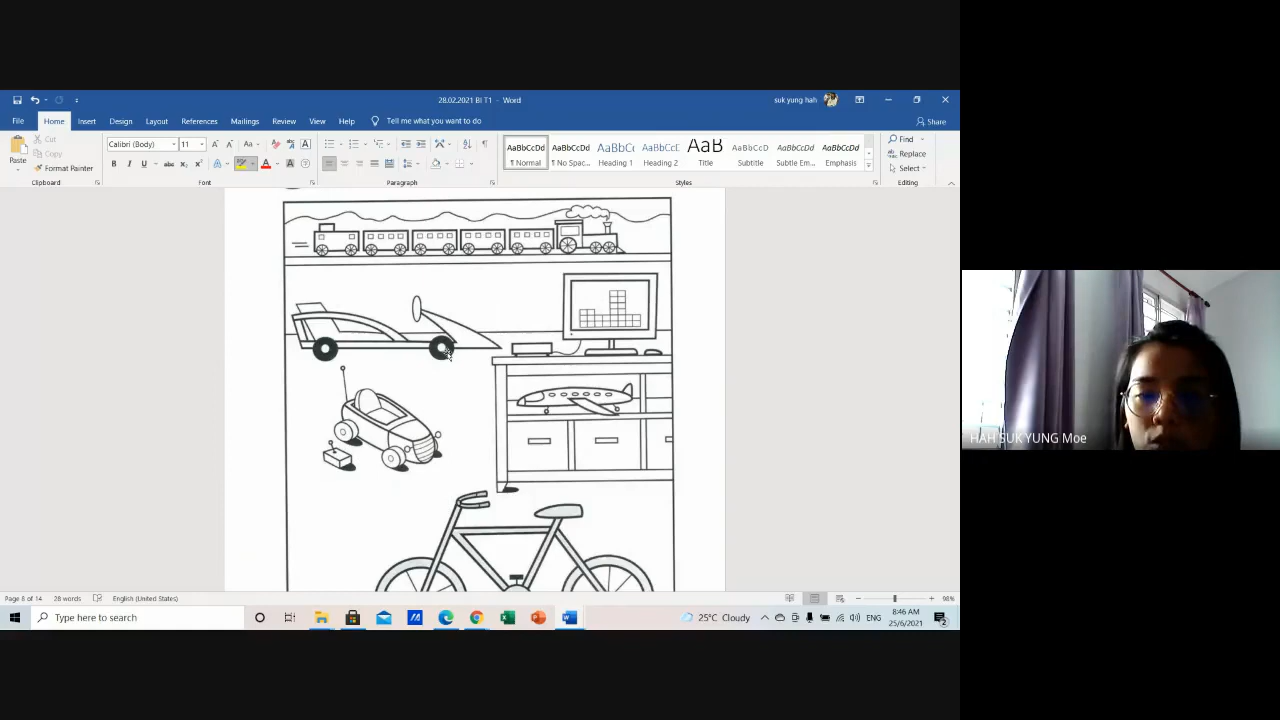 28.02.2021 BI T1 - Word
suk yung hah
File Home Insert Design Layout References Mailings Review View Help Tell me what you want to do
Share
Paste
Cut
Copy
Format Painter
Clipboard
Calibri (Body) 11
Font
Paragraph
AaBbCcDd AaBbCcDd AaBbCc AaBbCcC AaB AaBbCcD AaBbCcDd AaBbCcDd
¶ Normal ¶ No Spac... Heading 1 Heading 2 Title Subtitle Subtle Em... Emphasis
Styles
Find
Replace
Select
Editing
HAH SUK YUNG Moe
Page 8 of 14 28 words English (United States)
98%
Type here to search
25°C Cloudy
ENG
8:46 AM
25/6/2021
2